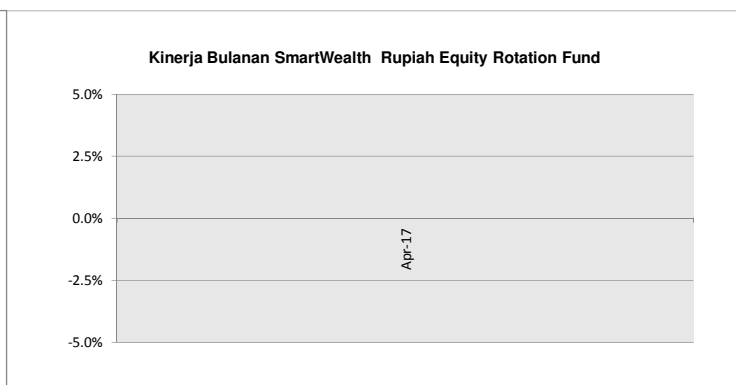 Kinerja Bulanan SmartWealth Rupiah Equity Rotation Fund
5.0%
2.5%
0.0%
-2.5%
-5.0%
Apr-17